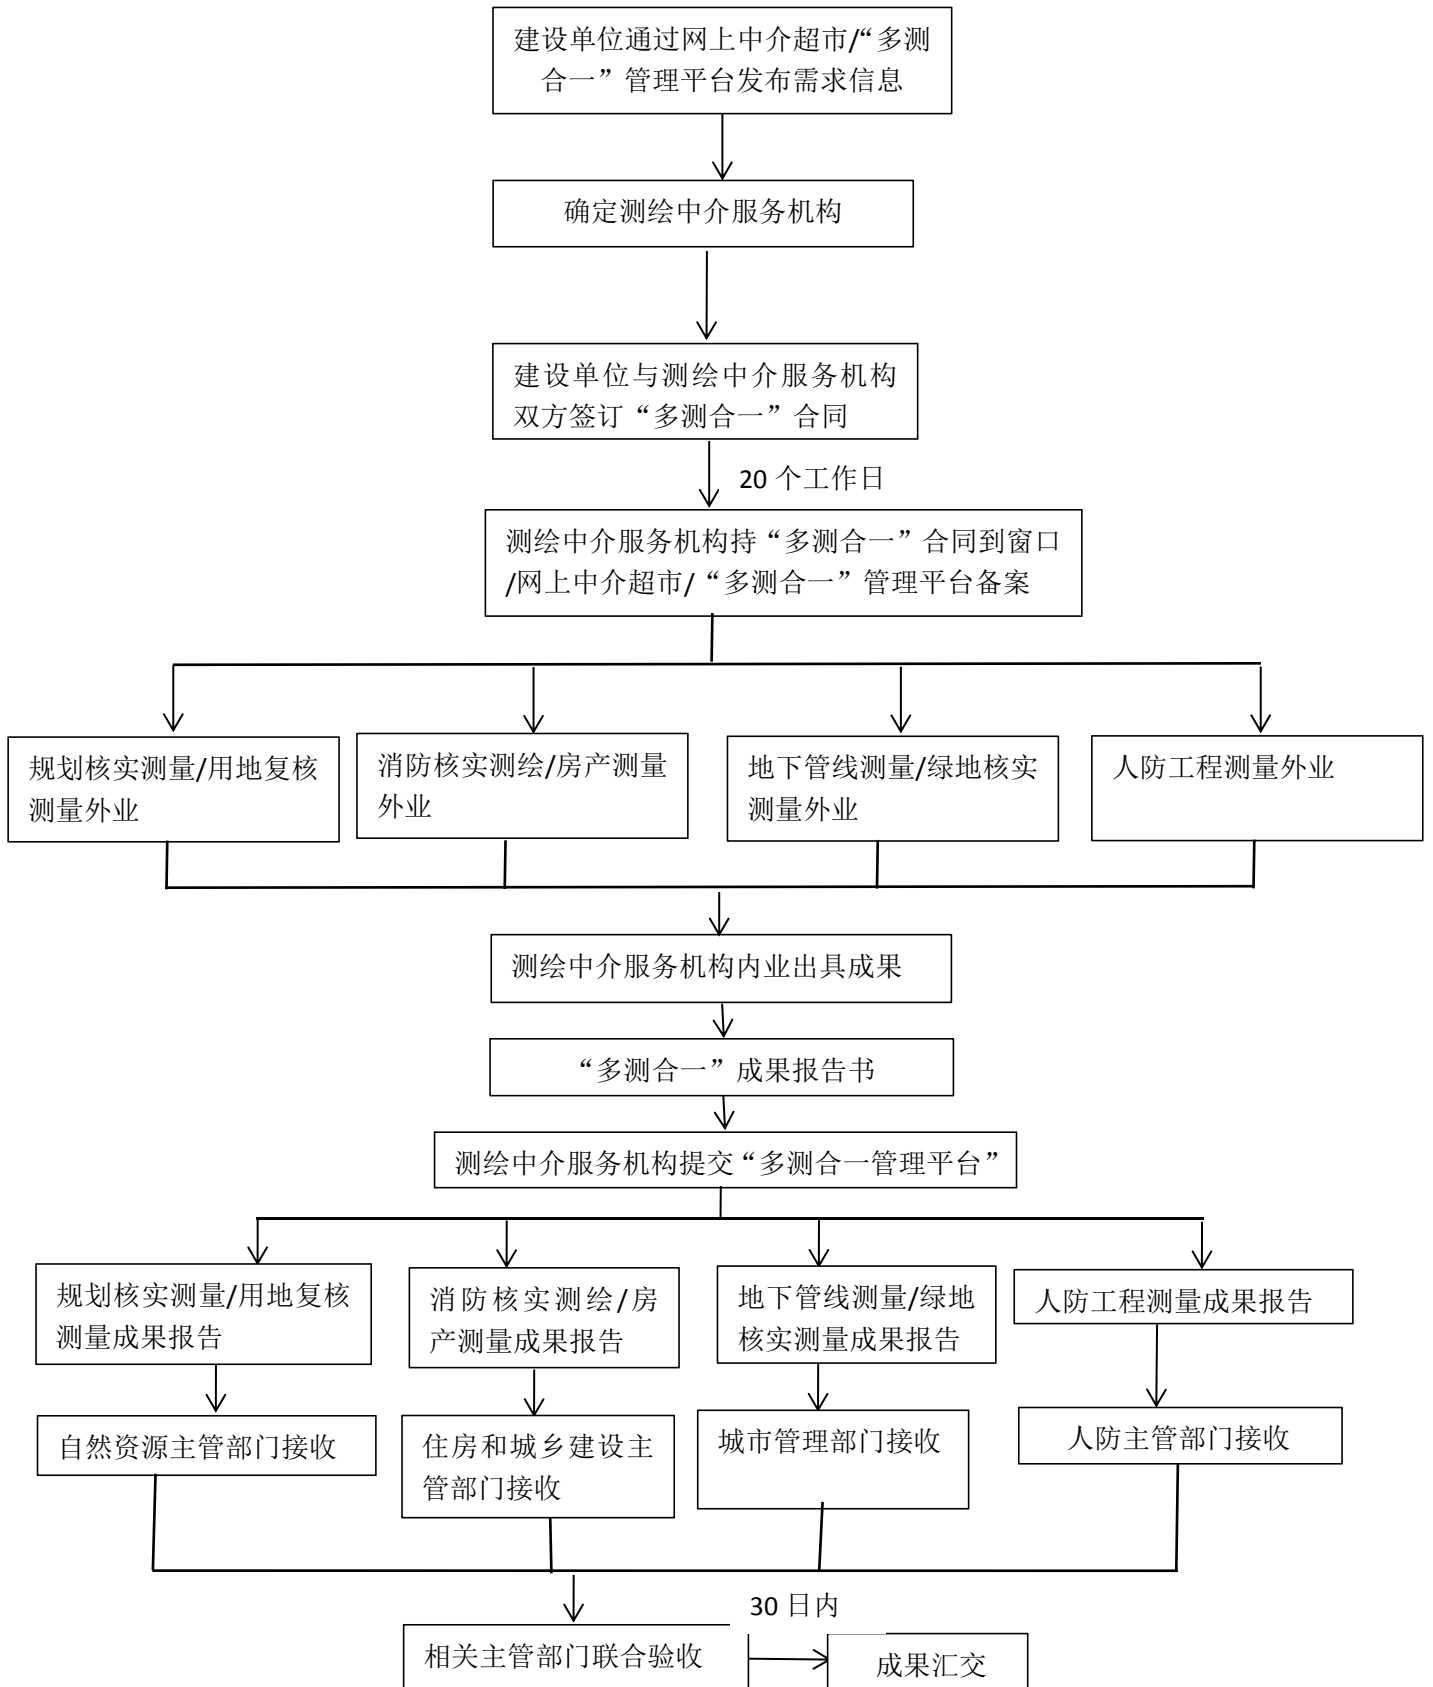 建设单位通过网上中介超市/“多测
合一”管理平台发布需求信息
确定测绘中介服务机构
建设单位与测绘中介服务机构
双方签订“多测合一”合同
20 个工作日
测绘中介服务机构持“多测合一”合同到窗口
/网上中介超市/“多测合一”管理平台备案
规划核实测量/用地复核
测量外业
消防核实测绘/房产测量
外业
地下管线测量/绿地核实
测量外业
人防工程测量外业
测绘中介服务机构内业出具成果
“多测合一”成果报告书
测绘中介服务机构提交“多测合一管理平台”
规划核实测量/用地复核
测量成果报告
消防核实测绘/房
产测量成果报告
地下管线测量/绿地
核实测量成果报告
人防工程测量成果报告
自然资源主管部门接收
住房和城乡建设主
管部门接收
城市管理部门接收
人防主管部门接收
30 日内
相关主管部门联合验收
成果汇交